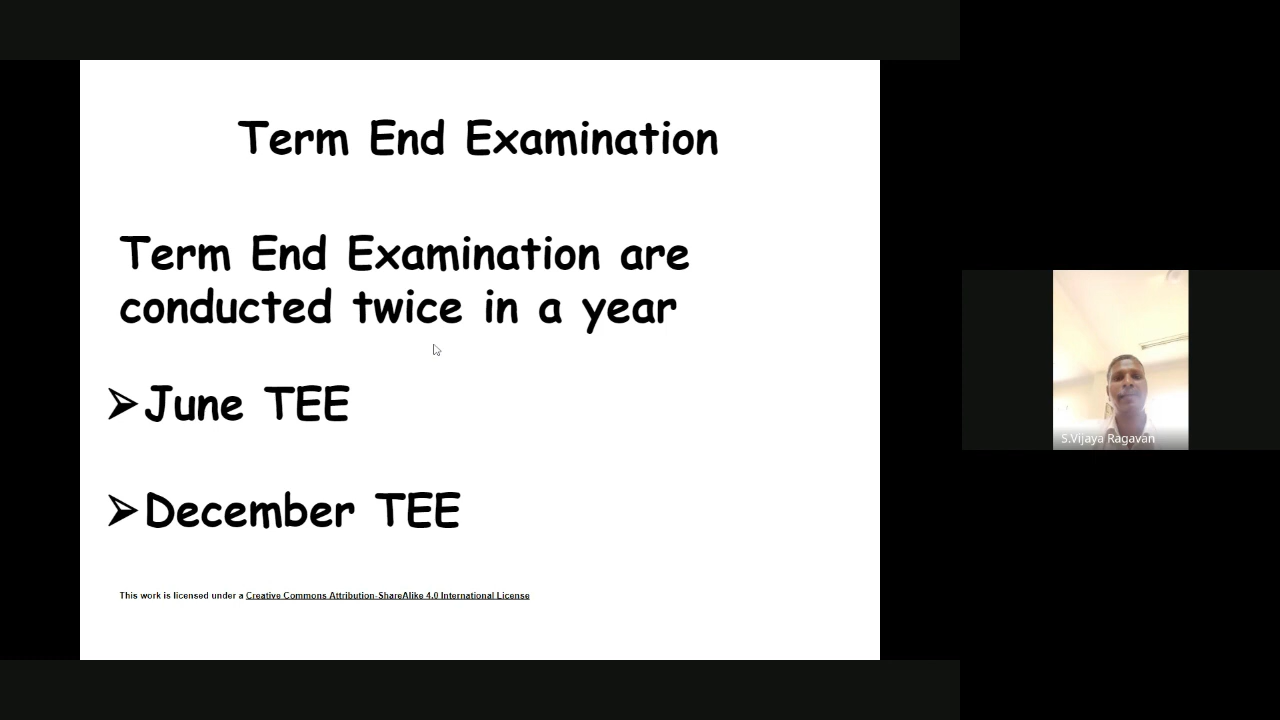 Term End Examination
Term End Examination are
conducted twice in a year
➢June TEE
➢December TEE
This work is licensed under a Creative Commons Attribution-ShareAlike 4.0 International License
S.Vijaya Ragavan